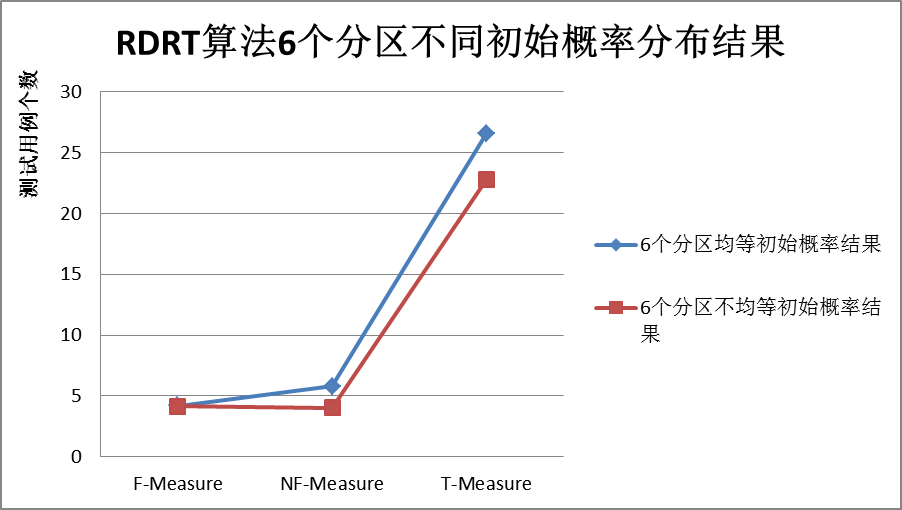 RDRT算法6个分区不同初始概率分布结果
测试用例个数
30
25
20
15
10
5
0
F-Measure
NF-Measure
T-Measure
6个分区均等初始概率结果
6个分区不均等初始概率结
果